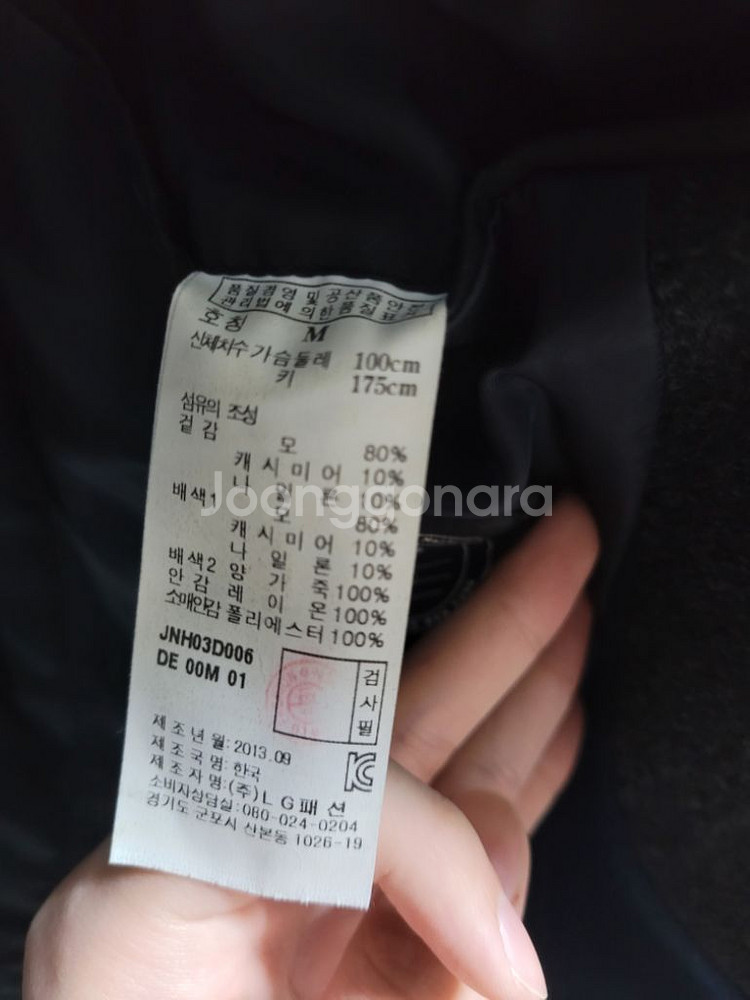 품질경영 및 공산품안전
관리법에 의한 품질표
호칭 M
신체치수 가슴둘레 100cm
키 175cm
섬유의 조성
겉감
모 80%
캐시미어 10%
나일론 10%
배색1 모 80%
캐시미어 10%
나일론 10%
배색2 양가죽 100%
안감 레이온 100%
소매안감 폴리에스터 100%
JNH03D006
DE 00M 01
검사필
제조년월: 2013.09
제조국명: 한국
제조자명:(주)LG패션
소비자상담실:080-024-0204
경기도 군포시 산본동 1026-19
Joonggonara